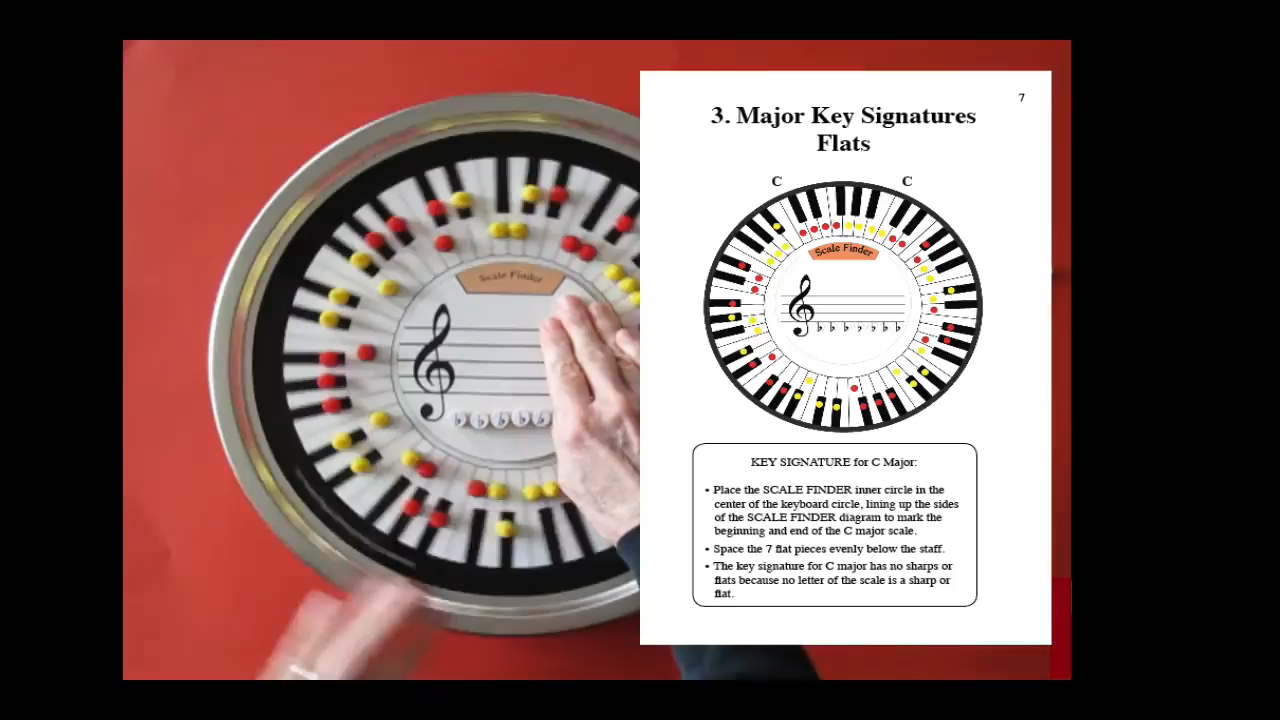 Scale Finder
7
3. Major Key Signatures
Flats
C C
Scale Finder
KEY SIGNATURE for C Major:
• Place the SCALE FINDER inner circle in the
center of the keyboard circle, lining up the sides
of the SCALE FINDER diagram to mark the
beginning and end of the C major scale.
• Space the 7 flat pieces evenly below the staff.
• The key signature for C major has no sharps or
flats because no letter of the scale is a sharp or
flat.